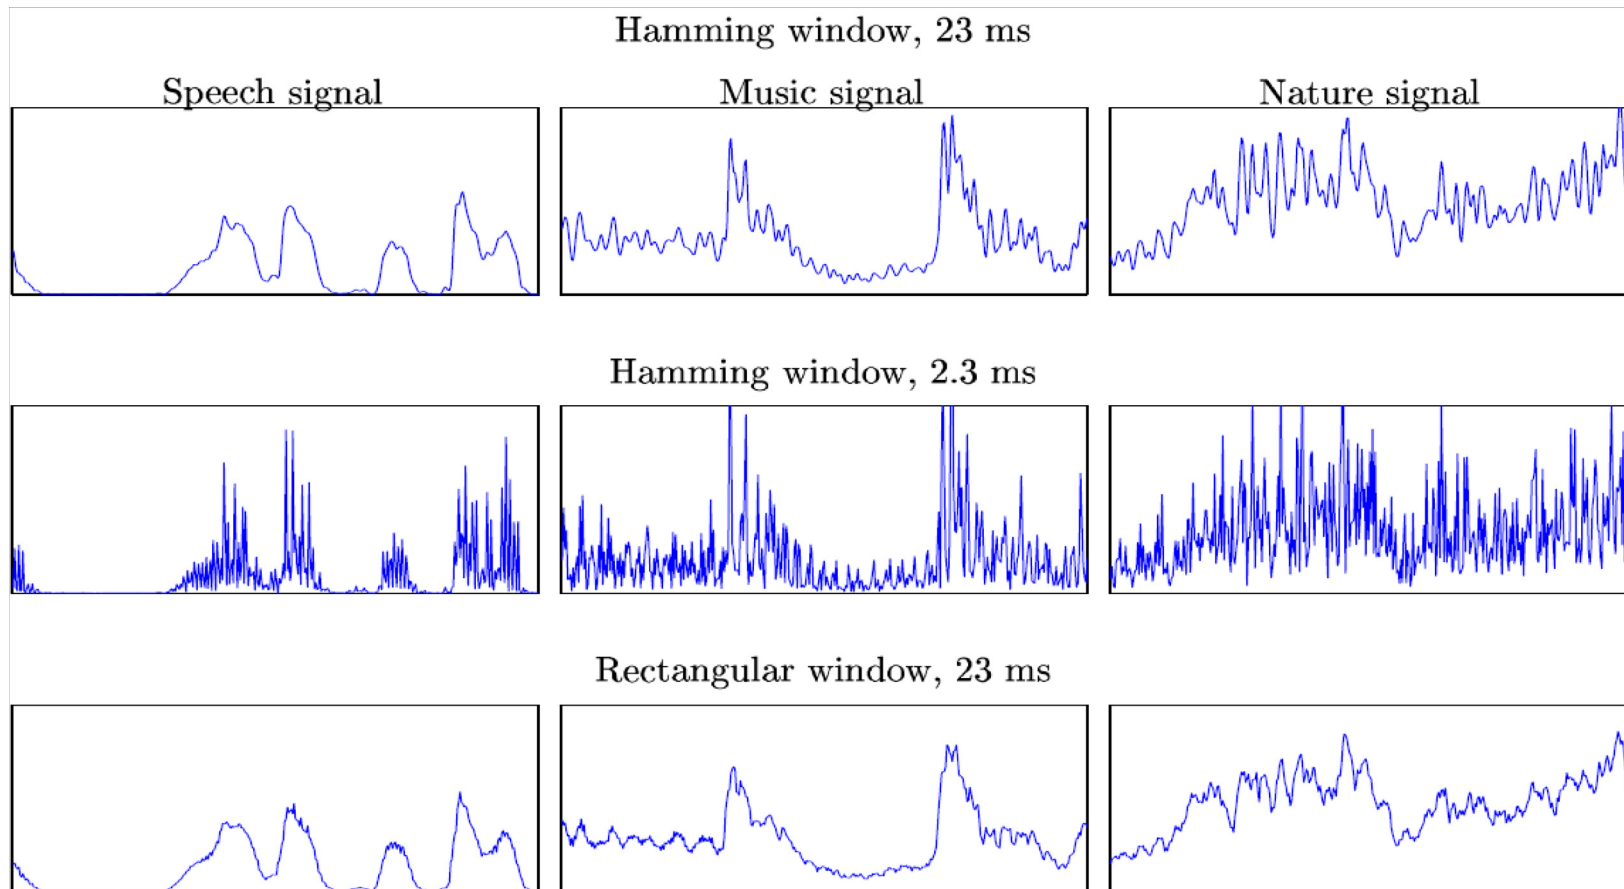 Hamming window, 23 ms
Speech signal
Music signal
Nature signal
Hamming window, 2.3 ms
Rectangular window, 23 ms